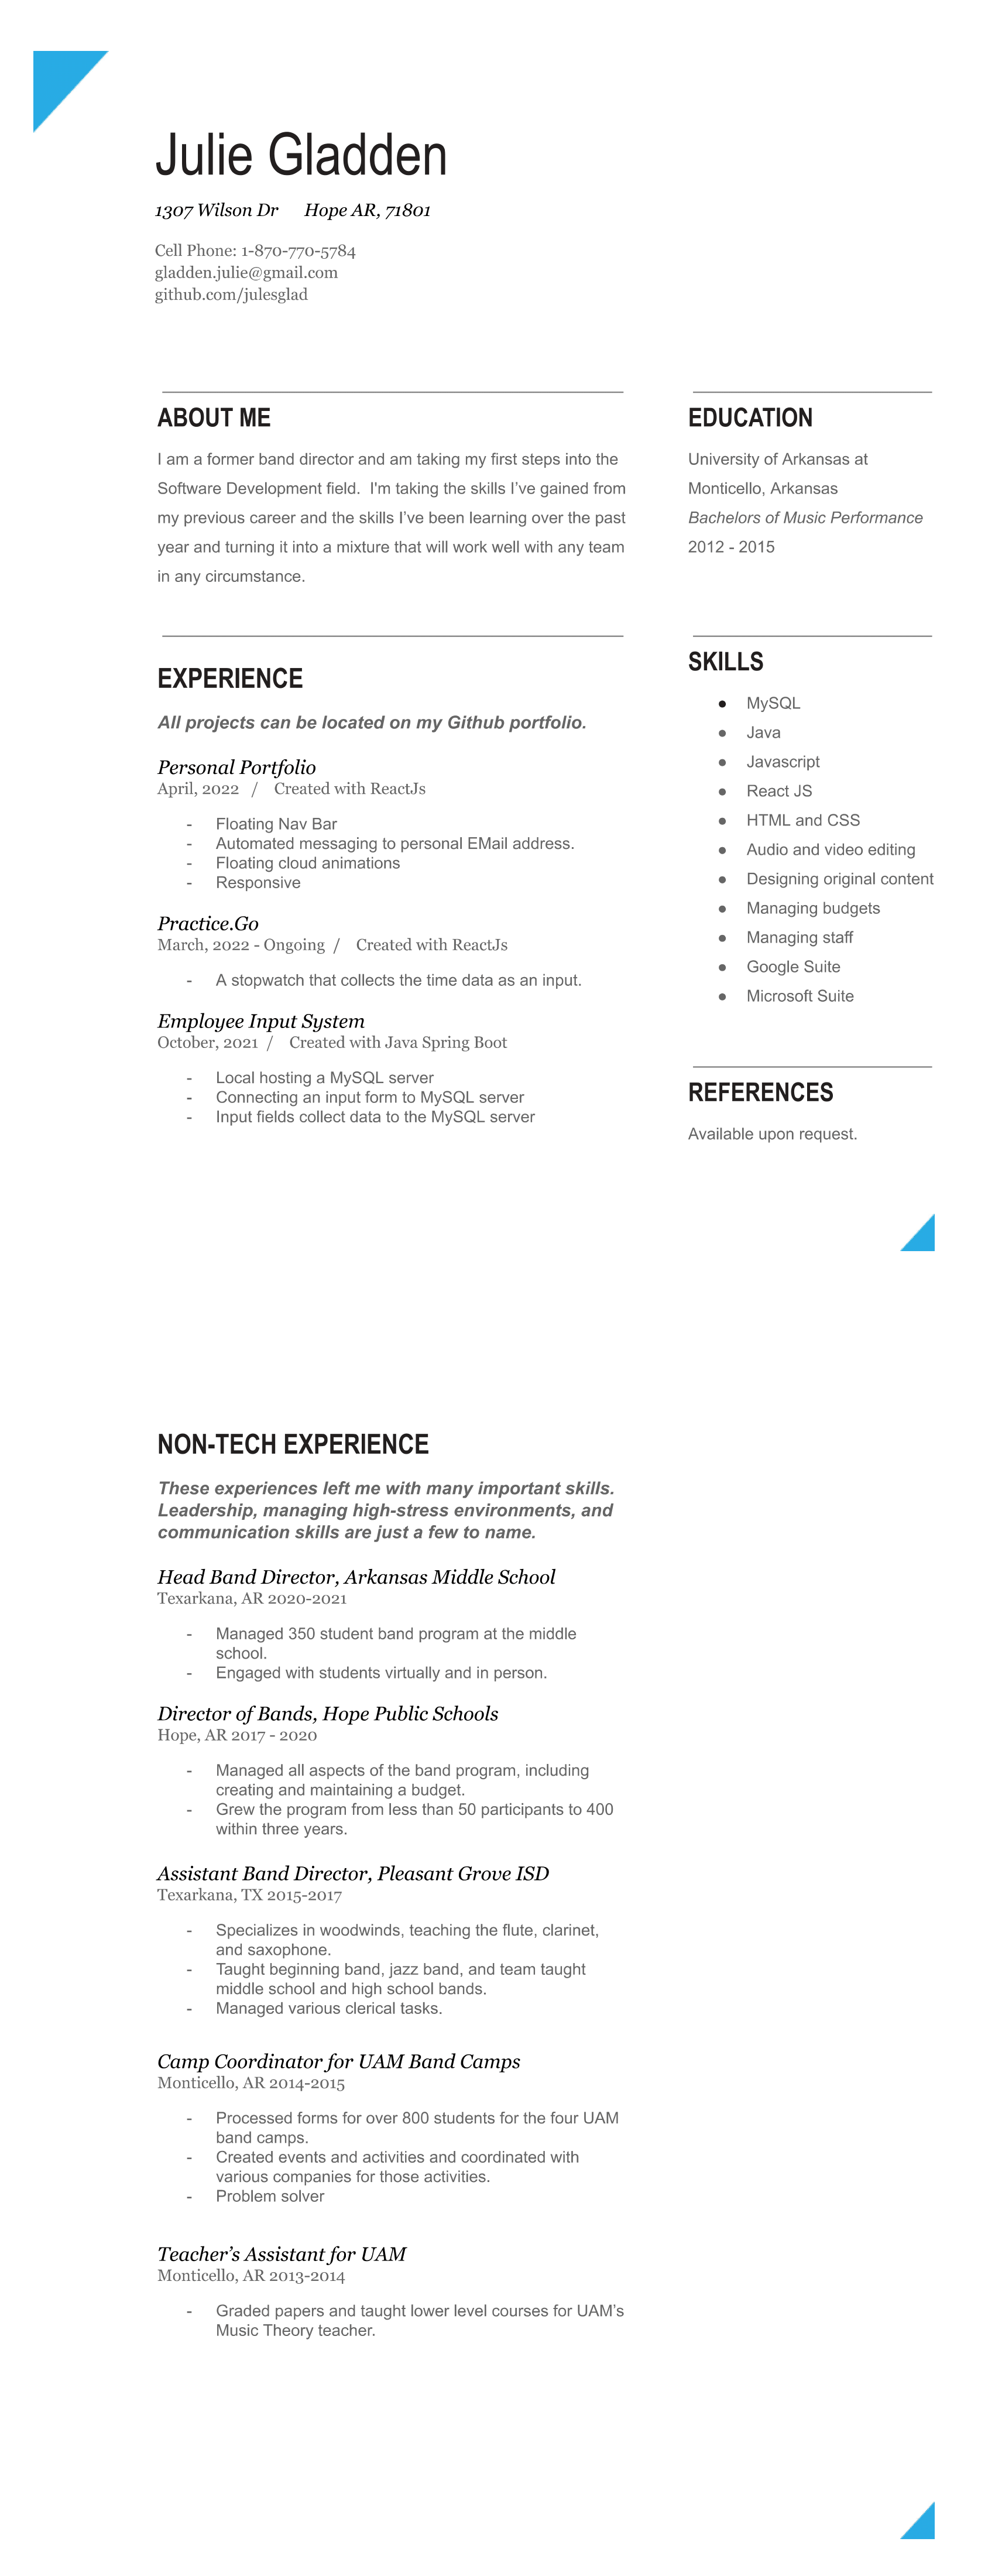 Julie Gladden
1307 Wilson Dr Hope AR, 71801
Cell Phone: 1-870-770-5784
gladden.julie@gmail.com
github.com/julesglad
ABOUT ME
I am a former band director and am taking my first steps into the
Software Development field. I'm taking the skills I’ve gained from
my previous career and the skills I’ve been learning over the past
year and turning it into a mixture that will work well with any team
in any circumstance.
EXPERIENCE
All projects can be located on my Github portfolio.
Personal Portfolio
April, 2022 / Created with ReactJs
- Floating Nav Bar
- Automated messaging to personal EMail address.
- Floating cloud animations
- Responsive
Practice.Go
March, 2022 - Ongoing / Created with ReactJs
- A stopwatch that collects the time data as an input.
Employee Input System
October, 2021 / Created with Java Spring Boot
- Local hosting a MySQL server
- Connecting an input form to MySQL server
- Input fields collect data to the MySQL server
EDUCATION
University of Arkansas at
Monticello, Arkansas
Bachelors of Music Performance
2012 - 2015
SKILLS
● MySQL
● Java
● Javascript
● React JS
● HTML and CSS
● Audio and video editing
● Designing original content
● Managing budgets
● Managing staff
● Google Suite
● Microsoft Suite
REFERENCES
Available upon request.
NON-TECH EXPERIENCE
These experiences left me with many important skills.
Leadership, managing high-stress environments, and
communication skills are just a few to name.
Head Band Director, Arkansas Middle School
Texarkana, AR 2020-2021
- Managed 350 student band program at the middle
school.
- Engaged with students virtually and in person.
Director of Bands, Hope Public Schools
Hope, AR 2017 - 2020
- Managed all aspects of the band program, including
creating and maintaining a budget.
- Grew the program from less than 50 participants to 400
within three years.
Assistant Band Director, Pleasant Grove ISD
Texarkana, TX 2015-2017
- Specializes in woodwinds, teaching the flute, clarinet,
and saxophone.
- Taught beginning band, jazz band, and team taught
middle school and high school bands.
- Managed various clerical tasks.
Camp Coordinator for UAM Band Camps
Monticello, AR 2014-2015
- Processed forms for over 800 students for the four UAM
band camps.
- Created events and activities and coordinated with
various companies for those activities.
- Problem solver
Teacher’s Assistant for UAM
Monticello, AR 2013-2014
- Graded papers and taught lower level courses for UAM’s
Music Theory teacher.